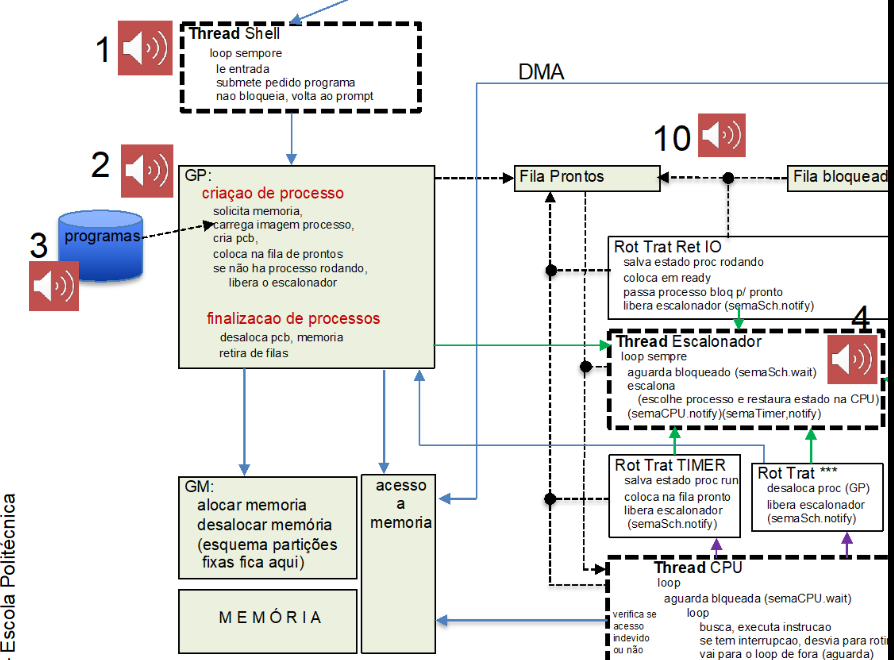 1
Thread Shell
loop sempore
le entrada
submete pedido programa
nao bloqueia, volta ao prompt
DMA
2
GP:
criaçao de processo
solicita memoria,
carrega imagem processo,
cria pcb,
coloca na fila de prontos
se não ha processo rodando,
libera o escalonador
finalizacao de processos
desaloca pcb, memoria
retira de filas
3
programas
10
Fila Prontos
Fila bloquead
Rot Trat Ret IO
salva estado proc rodando
coloca em ready
passa processo bloq p/ pronto
libera escalonador (semaSch.notify)
4
Thread Escalonador
loop sempre
aguarda bloqueado (semaSch.wait)
escalona
(escolhe processo e restaura estado na CPU)
(semaCPU.notify)(semaTimer,notify)
GM:
alocar memoria
desalocar memória
(esquema partições
fixas fica aqui)
MEMÓRIA
acesso
a
memoria
Rot Trat TIMER
salva estado proc run
coloca na fila pronto
libera escalonador
(semaSch.notify)
Rot Trat ***
desaloca proc (GP)
libera escalonador
(semaSch.notify)
Thread CPU
loop
aguarda blqueada (semaCPU.wait)
loop
busca, executa instrucao
se tem interrupcao, desvia para roti
vai para o loop de fora (aguarda)
verifica se
acesso
indevido
ou não
- Escola Politécnica